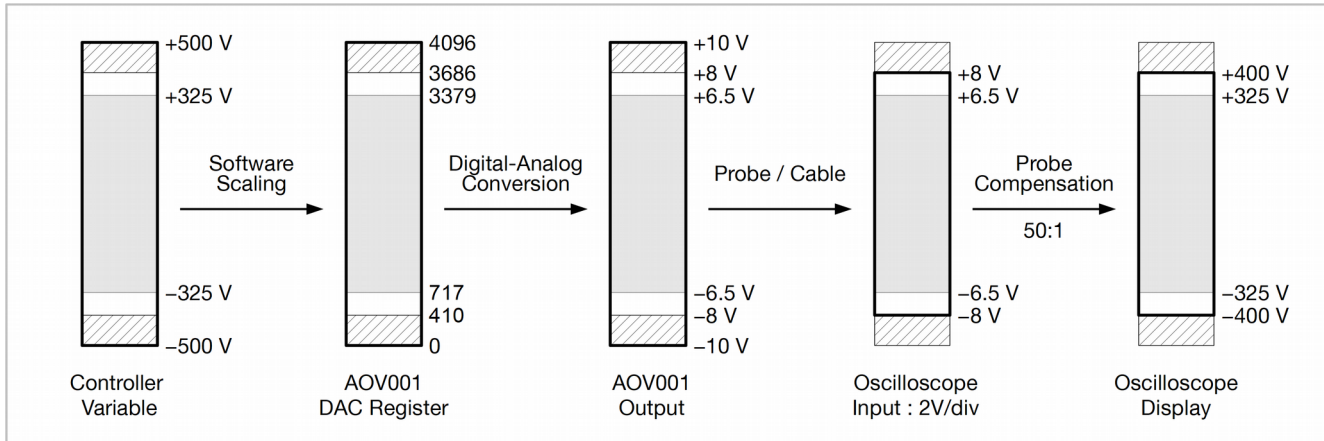 +500 V
+325 V
−325 V
−500 V
Controller
Variable
Software
Scaling
4096
3686
3379
717
410
0
AOV001
DAC Register
Digital-Analog
Conversion
+10 V
+8 V
+6.5 V
−6.5 V
−8 V
−10 V
AOV001
Output
Probe / Cable
+8 V
+6.5 V
−6.5 V
−8 V
Oscilloscope
Input : 2V/div
Probe
Compensation
50:1
+400 V
+325 V
−325 V
−400 V
Oscilloscope
Display